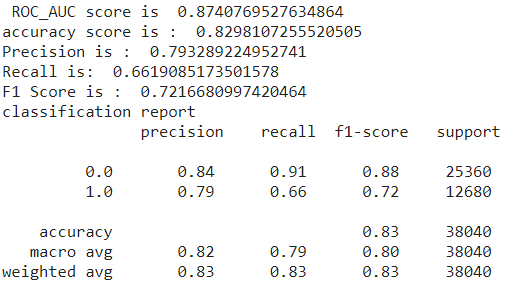 ROC_AUC score is  0.8740769527634864
accuracy score is :  0.8298107255520505
Precision is :  0.793289224952741
Recall is:  0.6619085173501578
F1 Score is :  0.7216680997420464
classification report
              precision    recall  f1-score   support

         0.0       0.84      0.91      0.88     25360
         1.0       0.79      0.66      0.72     12680

    accuracy                           0.83     38040
   macro avg       0.82      0.79      0.80     38040
weighted avg       0.83      0.83      0.83     38040